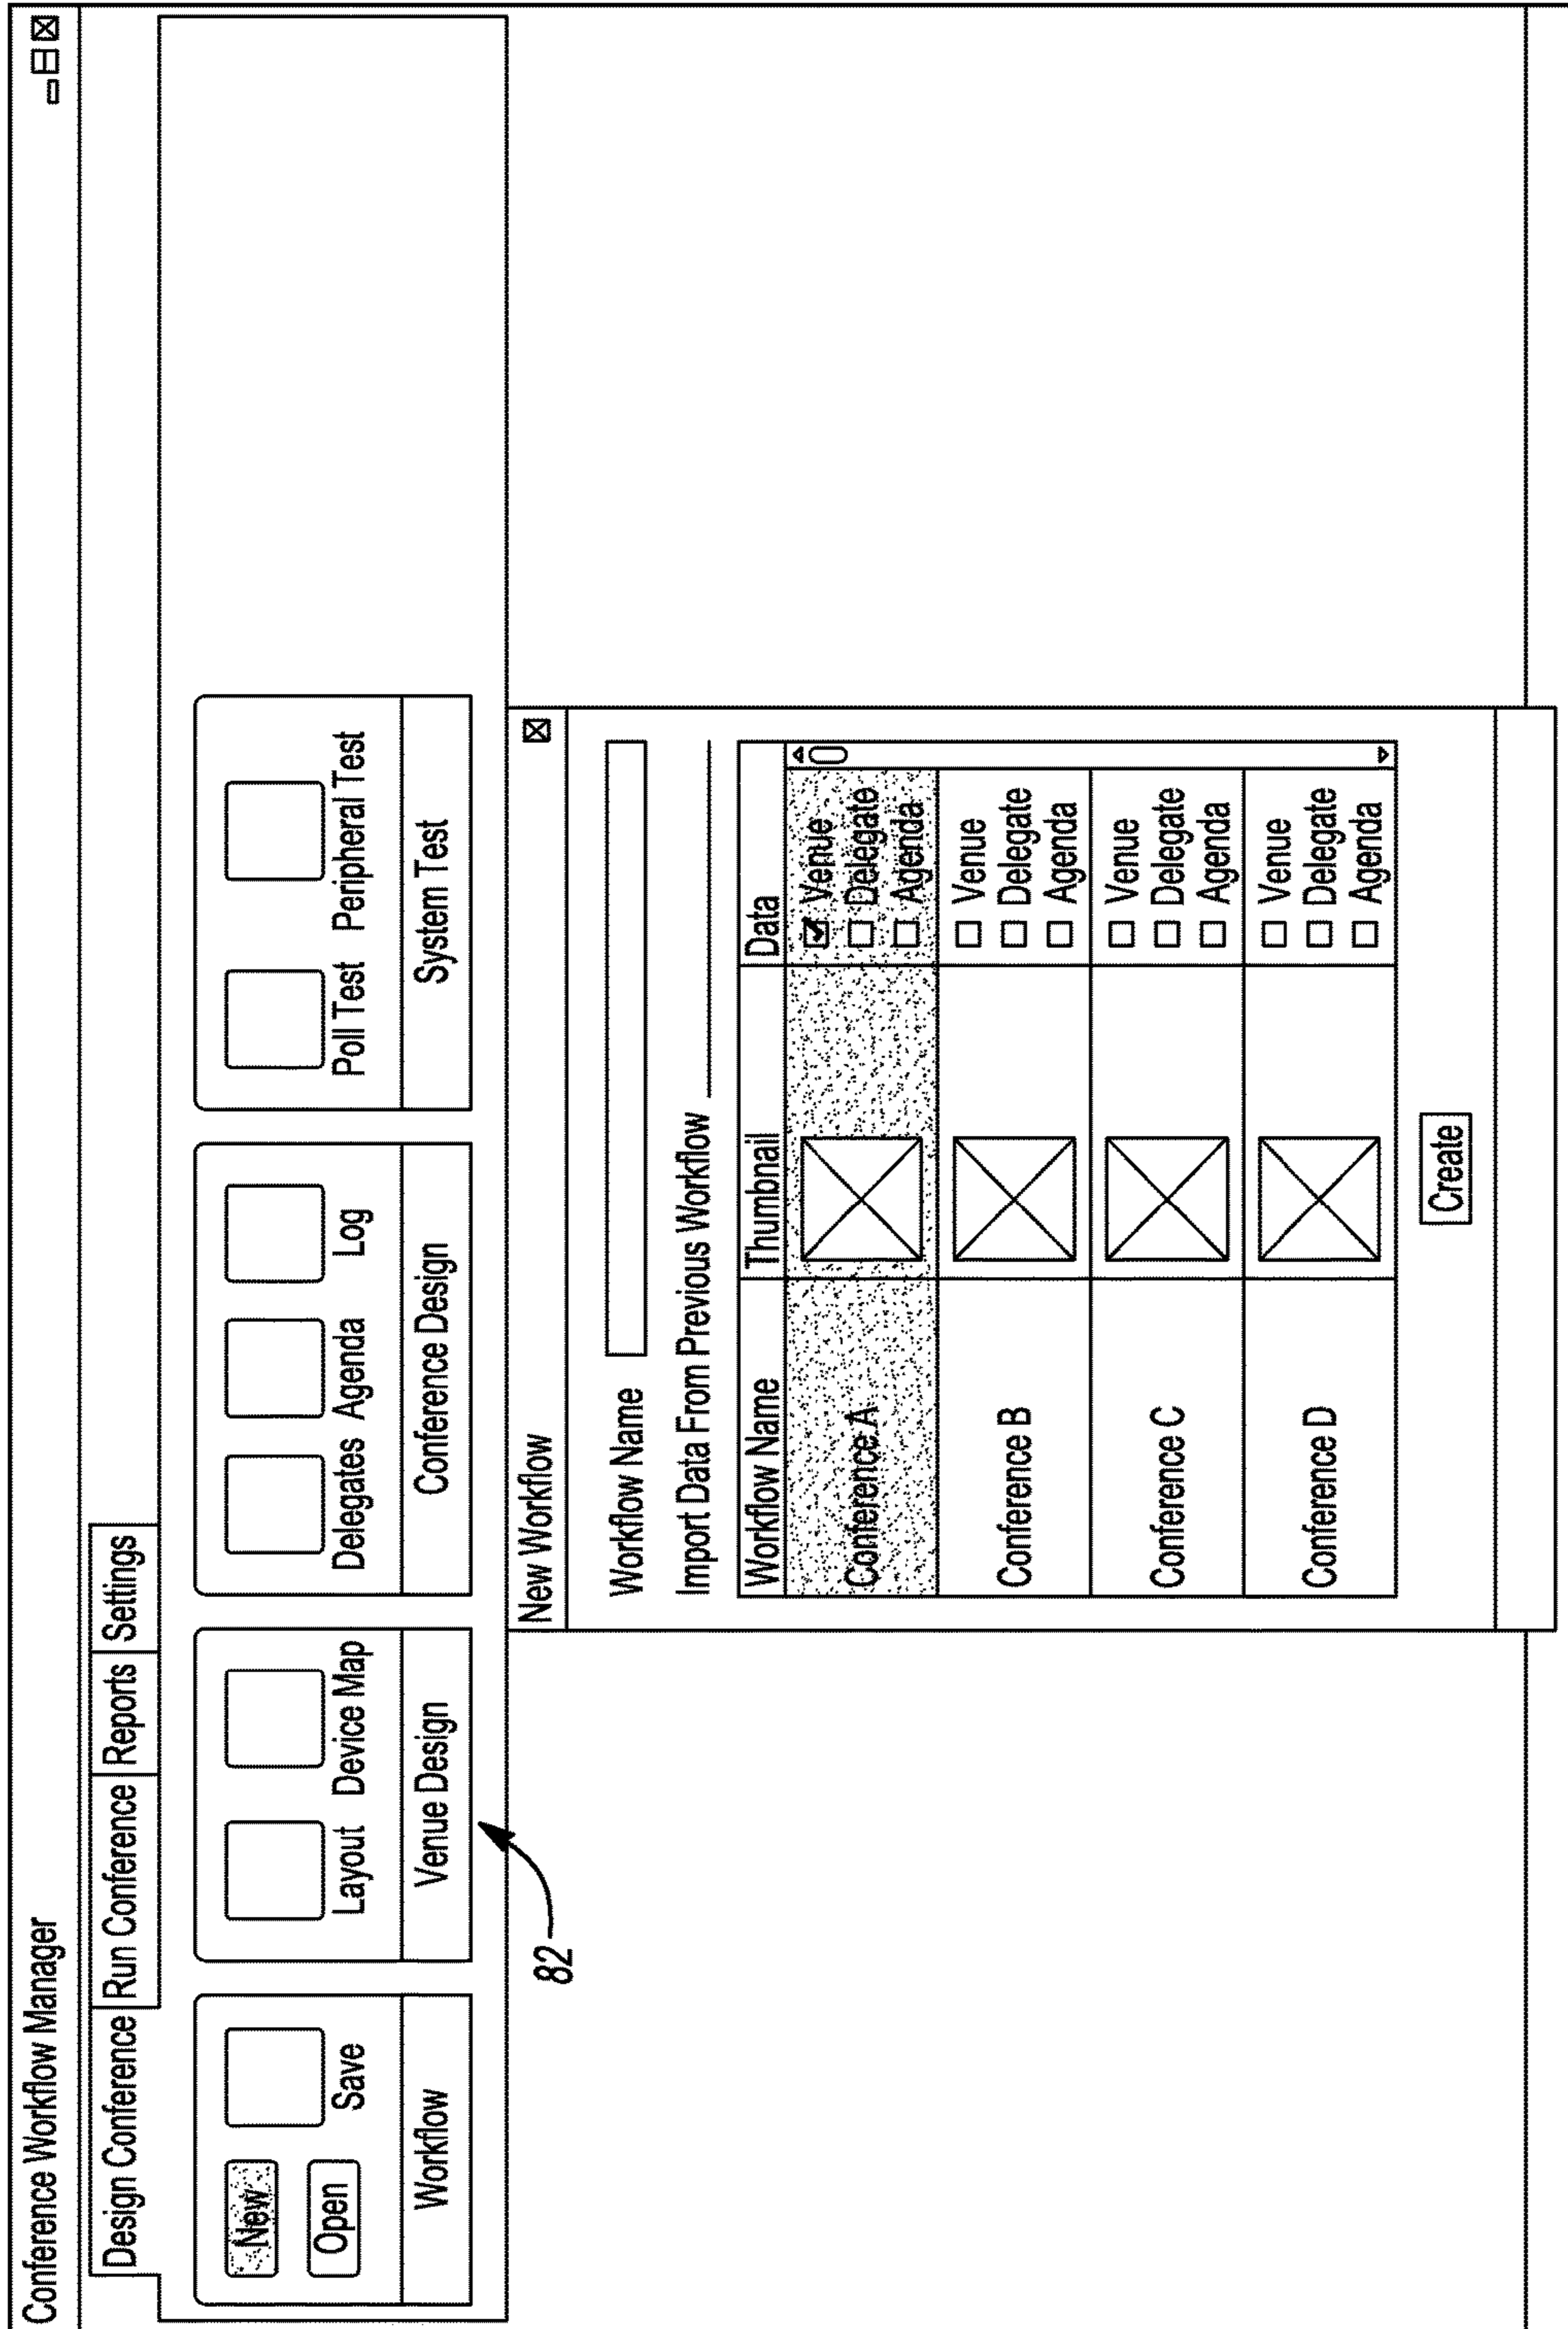 Conference Workflow Manager
Design Conference Run Conference Reports Settings
New
Open
Save
Workflow
Layout Device Map
Venue Design
Delegates Agenda Log
Conference Design
Poll Test Peripheral Test
System Test
82
New Workflow
Workflow Name
Import Data From Previous Workflow
Workflow Name Thumbnail Data
Conference A
Venue
Delegate
Agenda
Conference B
Venue
Delegate
Agenda
Conference C
Venue
Delegate
Agenda
Conference D
Venue
Delegate
Agenda
Create